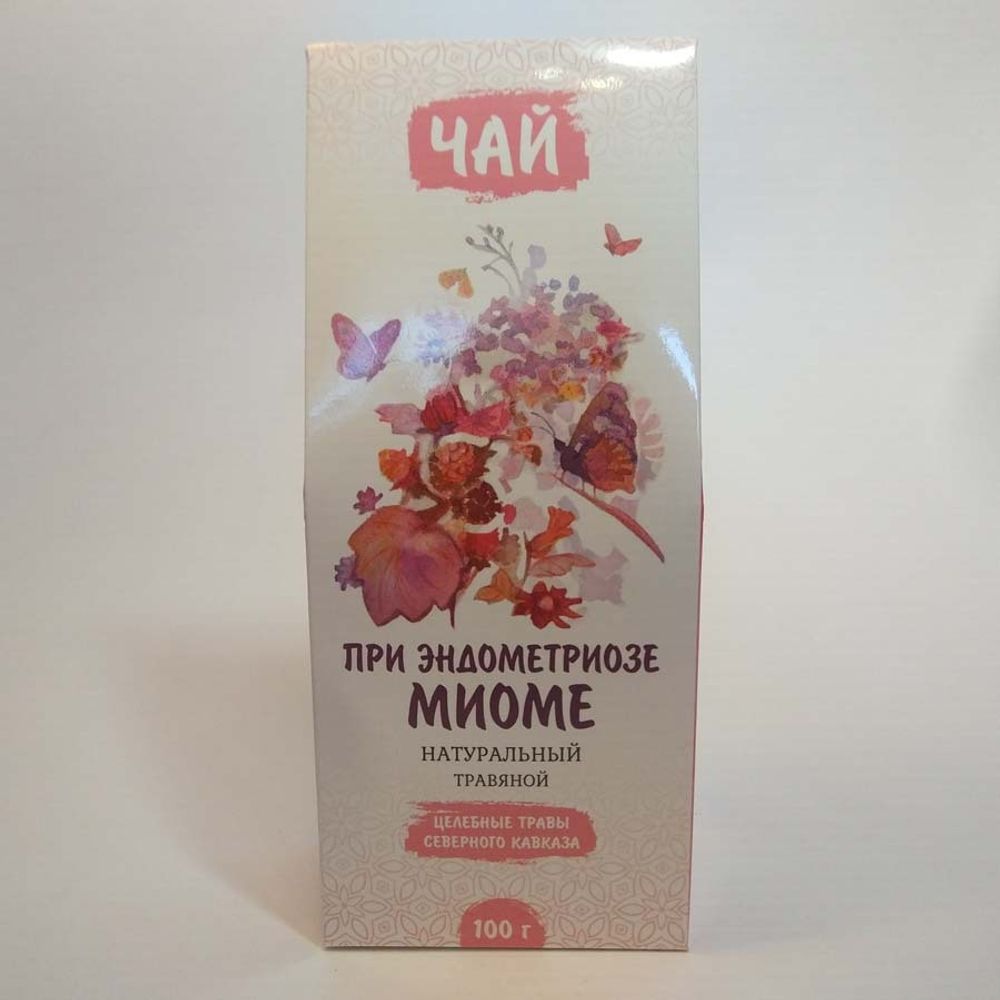 ЧАЙ
ПРИ ЭНДОМЕТРИОЗЕ
МИОМЕ
НАТУРАЛЬНЫЙ
ТРАВЯНОЙ
ЦЕЛЕБНЫЕ ТРАВЫ
СЕВЕРНОГО КАВКАЗА
100 г